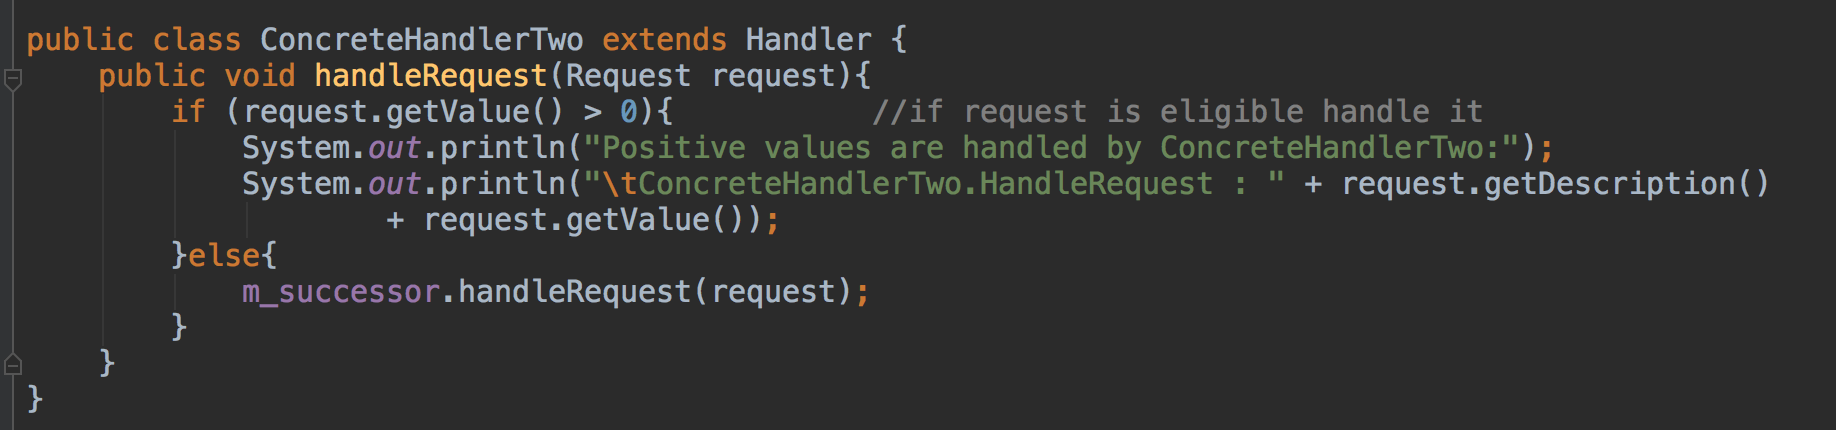 public class ConcreteHandlerTwo extends Handler {
    public void handleRequest(Request request){
        if (request.getValue() > 0){           //if request is eligible handle it
            System.out.println("Positive values are handled by ConcreteHandlerTwo:");
            System.out.println("\tConcreteHandlerTwo.HandleRequest : " + request.getDescription()
                    + request.getValue());
        }else{
            m_successor.handleRequest(request);
        }
    }
}